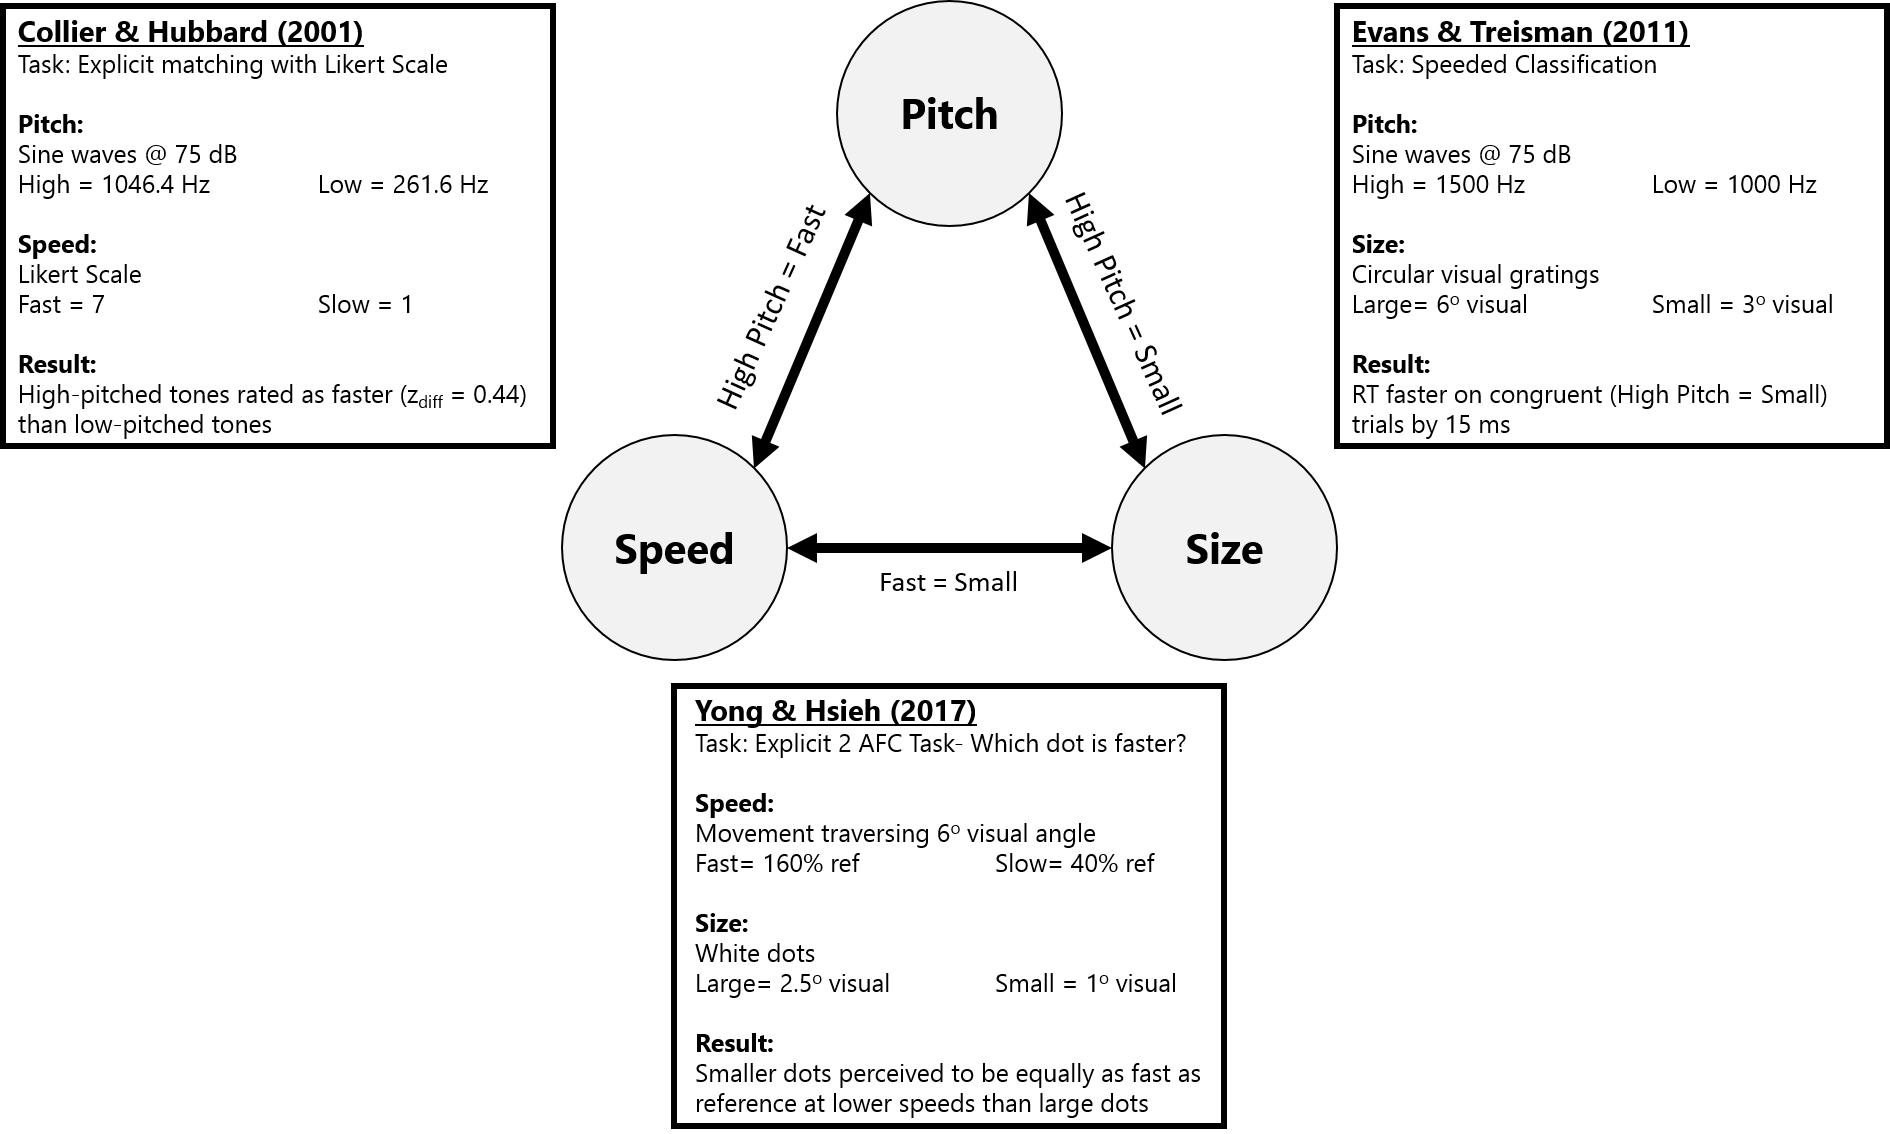 Collier & Hubbard (2001)
Task: Explicit matching with Likert Scale
Pitch:
Sine waves @ 75 dB
High = 1046.4 Hz Low = 261.6 Hz
Speed:
Likert Scale
Fast = 7 Slow = 1
Result:
High-pitched tones rated as faster (zdiff = 0.44)
than low-pitched tones
Pitch
High Pitch = Fast
High Pitch = Small
Speed
Size
Fast = Small
Evans & Treisman (2011)
Task: Speeded Classification
Pitch:
Sine waves @ 75 dB
High = 1500 Hz Low = 1000 Hz
Size:
Circular visual gratings
Large= 6º visual Small = 3º visual
Result:
RT faster on congruent (High Pitch = Small)
trials by 15 ms
Yong & Hsieh (2017)
Task: Explicit 2 AFC Task- Which dot is faster?
Speed:
Movement traversing 6º visual angle
Fast= 160% ref Slow= 40% ref
Size:
White dots
Large= 2.5º visual Small = 1º visual
Result:
Smaller dots perceived to be equally as fast as
reference at lower speeds than large dots